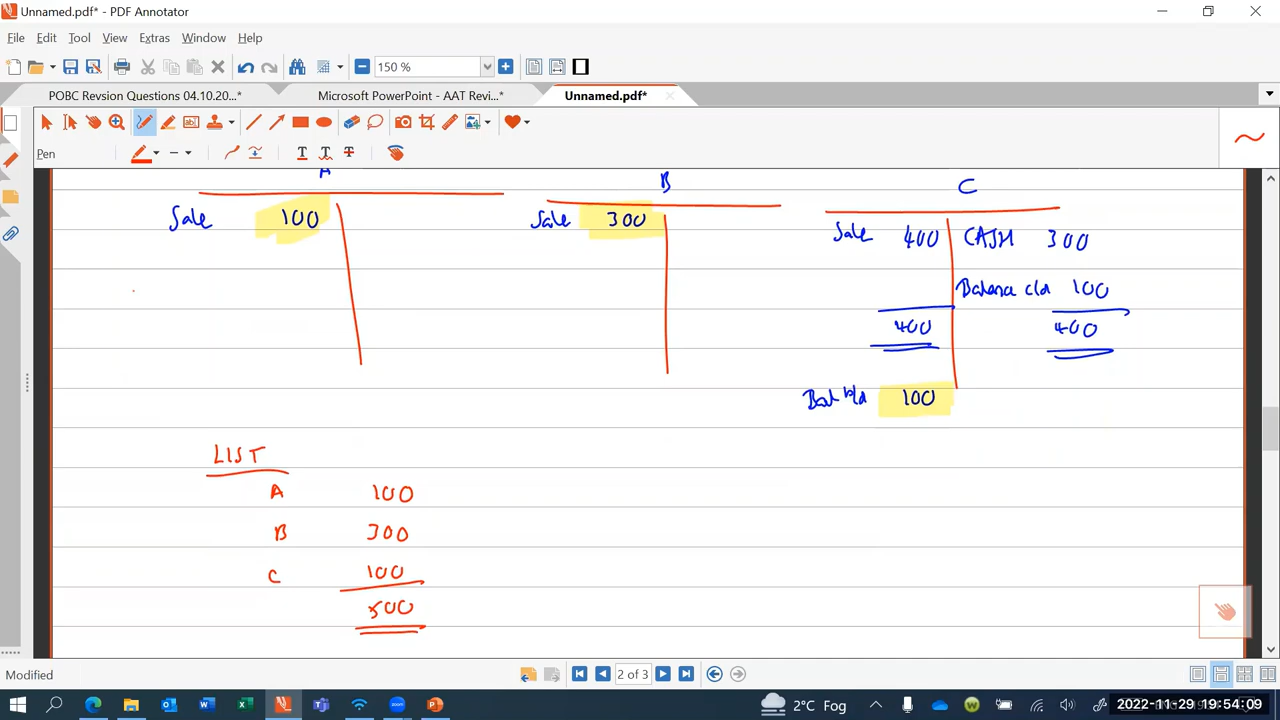 Unnamed.pdf* - PDF Annotator
File Edit Tool View Extras Window Help
150 %
POBC Revsion Questions 04.10.20...* Microsoft PowerPoint - AAT Revi...* Unnamed.pdf*
Pen
A B C
Sale 100 Sale 300 Sale 400 CASH 300
Balance c/d 100
400 400
Bal b/d 100
LIST
A 100
B 300
C 100
500
Modified 2 of 3
2°C Fog 2022-11-29 19:54:09